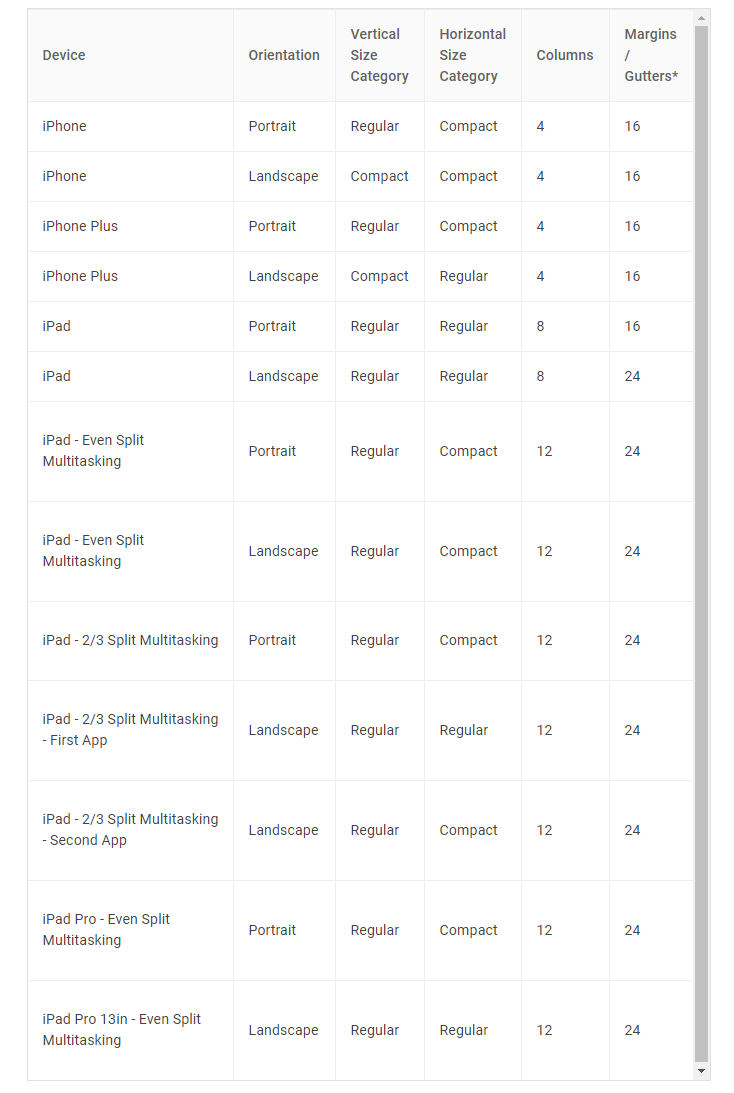 Device Orientation Vertical Size Category Horizontal Size Category Columns Margins / Gutters*
iPhone Portrait Regular Compact 4 16
iPhone Landscape Compact Compact 4 16
iPhone Plus Portrait Regular Compact 4 16
iPhone Plus Landscape Compact Regular 4 16
iPad Portrait Regular Regular 8 16
iPad Landscape Regular Regular 8 24
iPad - Even Split Multitasking Portrait Regular Compact 12 24
iPad - Even Split Multitasking Landscape Regular Compact 12 24
iPad - 2/3 Split Multitasking Portrait Regular Compact 12 24
iPad - 2/3 Split Multitasking - First App Landscape Regular Regular 12 24
iPad - 2/3 Split Multitasking - Second App Landscape Regular Compact 12 24
iPad Pro - Even Split Multitasking Portrait Regular Compact 12 24
iPad Pro 13in - Even Split Multitasking Landscape Regular Regular 12 24